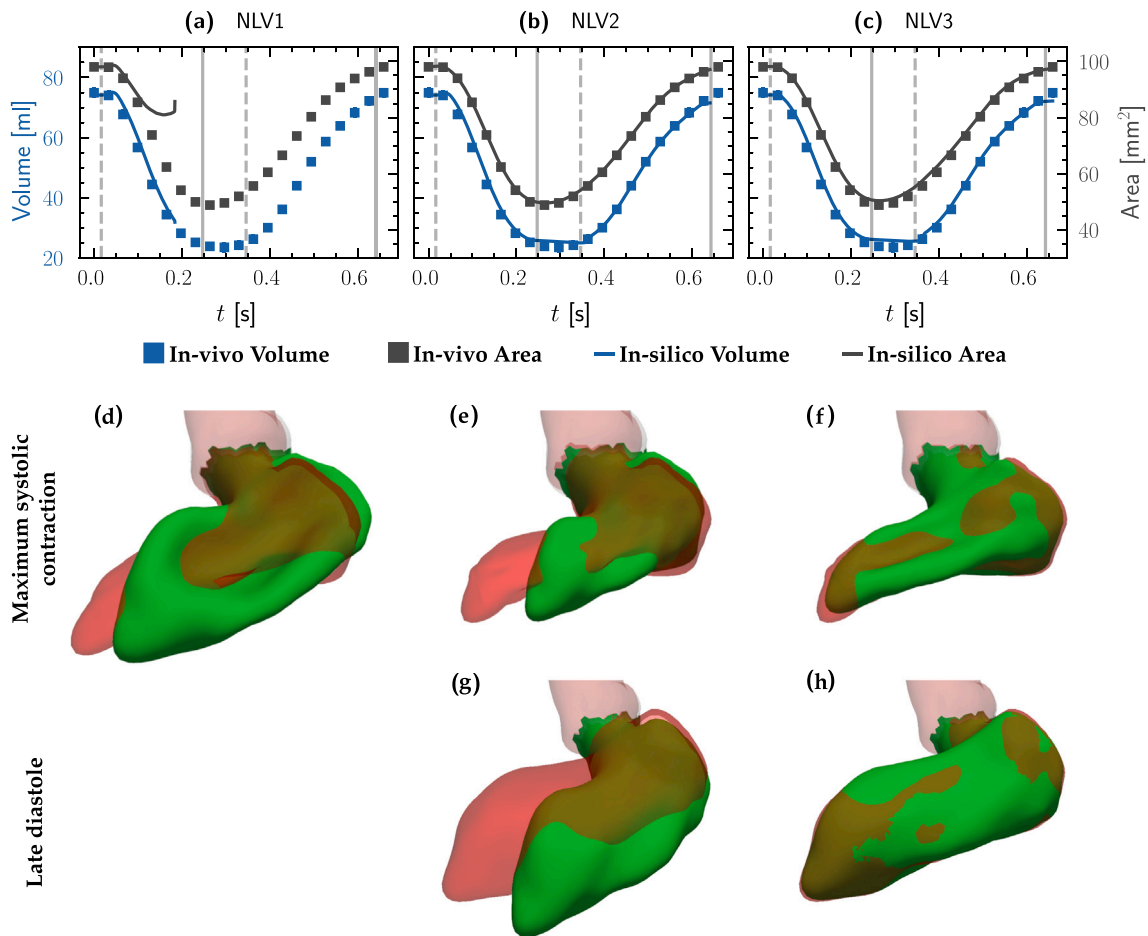 (a) NLV1
(b) NLV2
(c) NLV3
80
60
40
20
Volume [ml]
100
80
60
40
Area [mm²]
0.0 0.2 0.4 0.6
0.0 0.2 0.4 0.6
0.0 0.2 0.4 0.6
t [s]
t [s]
t [s]
In-vivo Volume
In-vivo Area
In-silico Volume
In-silico Area
Maximum systolic
contraction
(d)
(e)
(f)
Late diastole
(g)
(h)